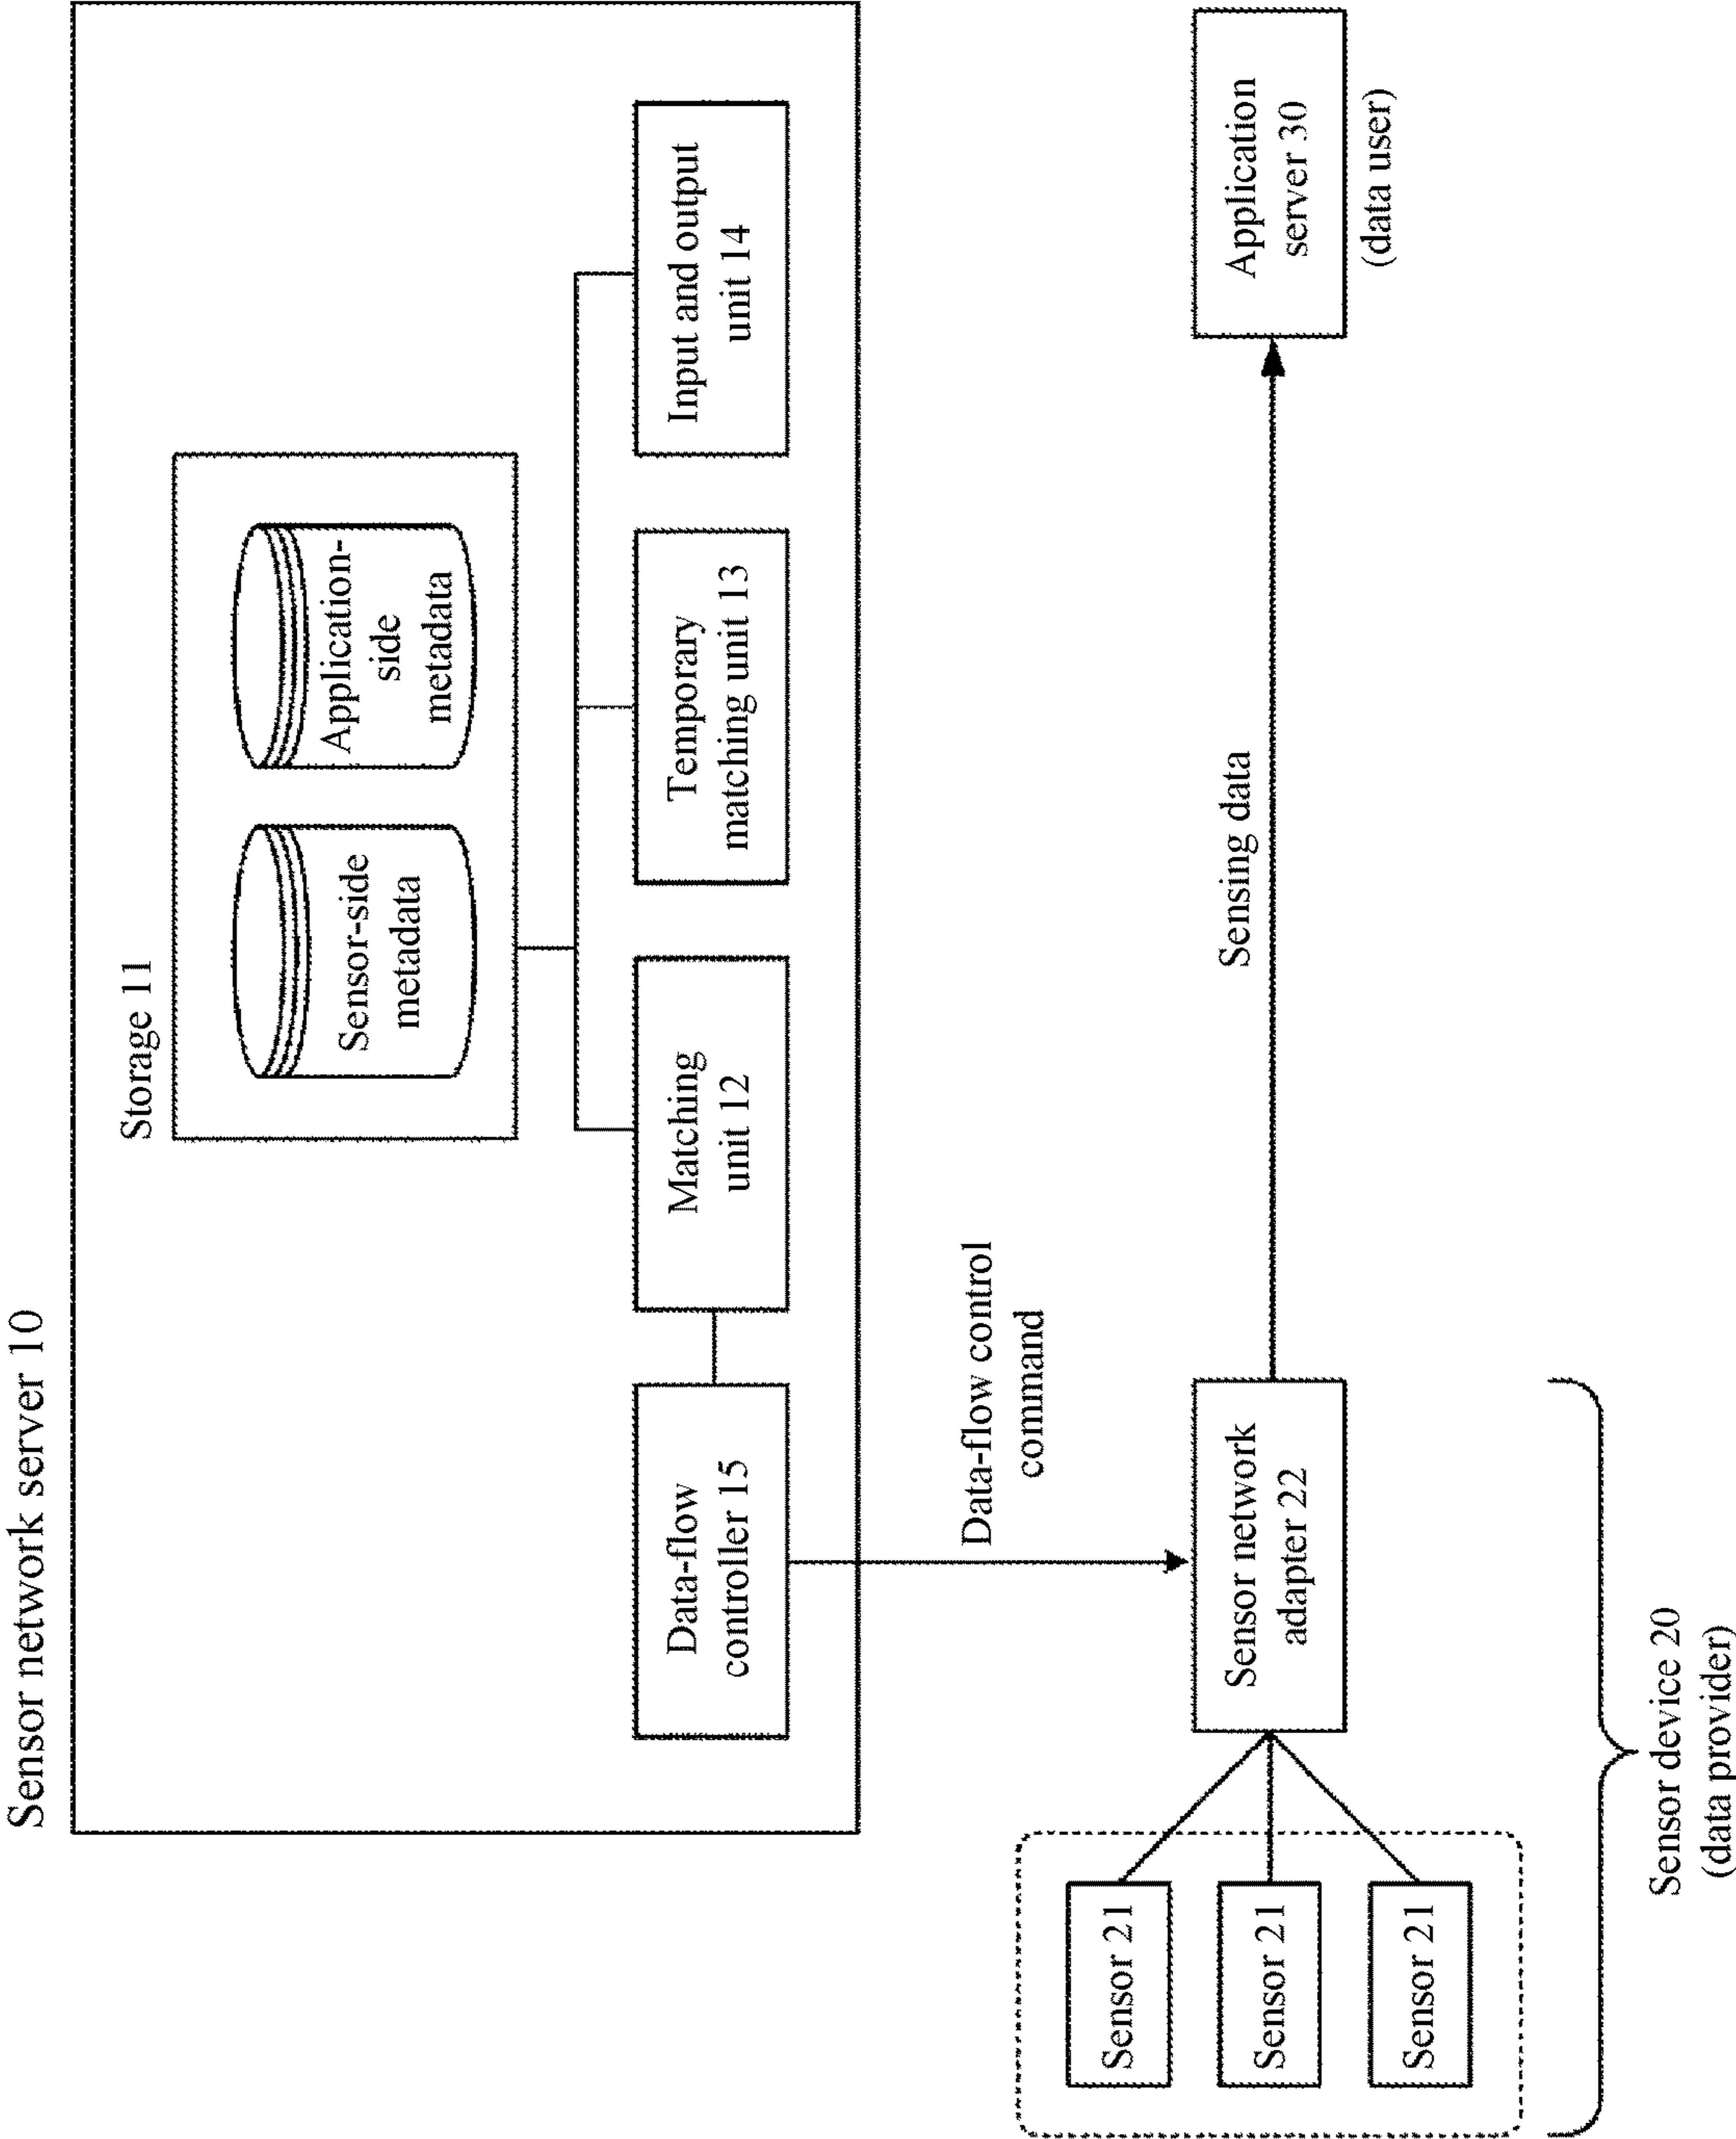 Sensor network server 10
Storage 11
Sensor-side
metadata
Application-
side
metadata
Data-flow
controller 15
Matching
unit 12
Temporary
matching unit 13
Input and output
unit 14
Data-flow control
command
Sensor 21
Sensor 21
Sensor 21
Sensor network
adapter 22
Sensing data
Application
server 30
(data user)
Sensor device 20
(data provider)